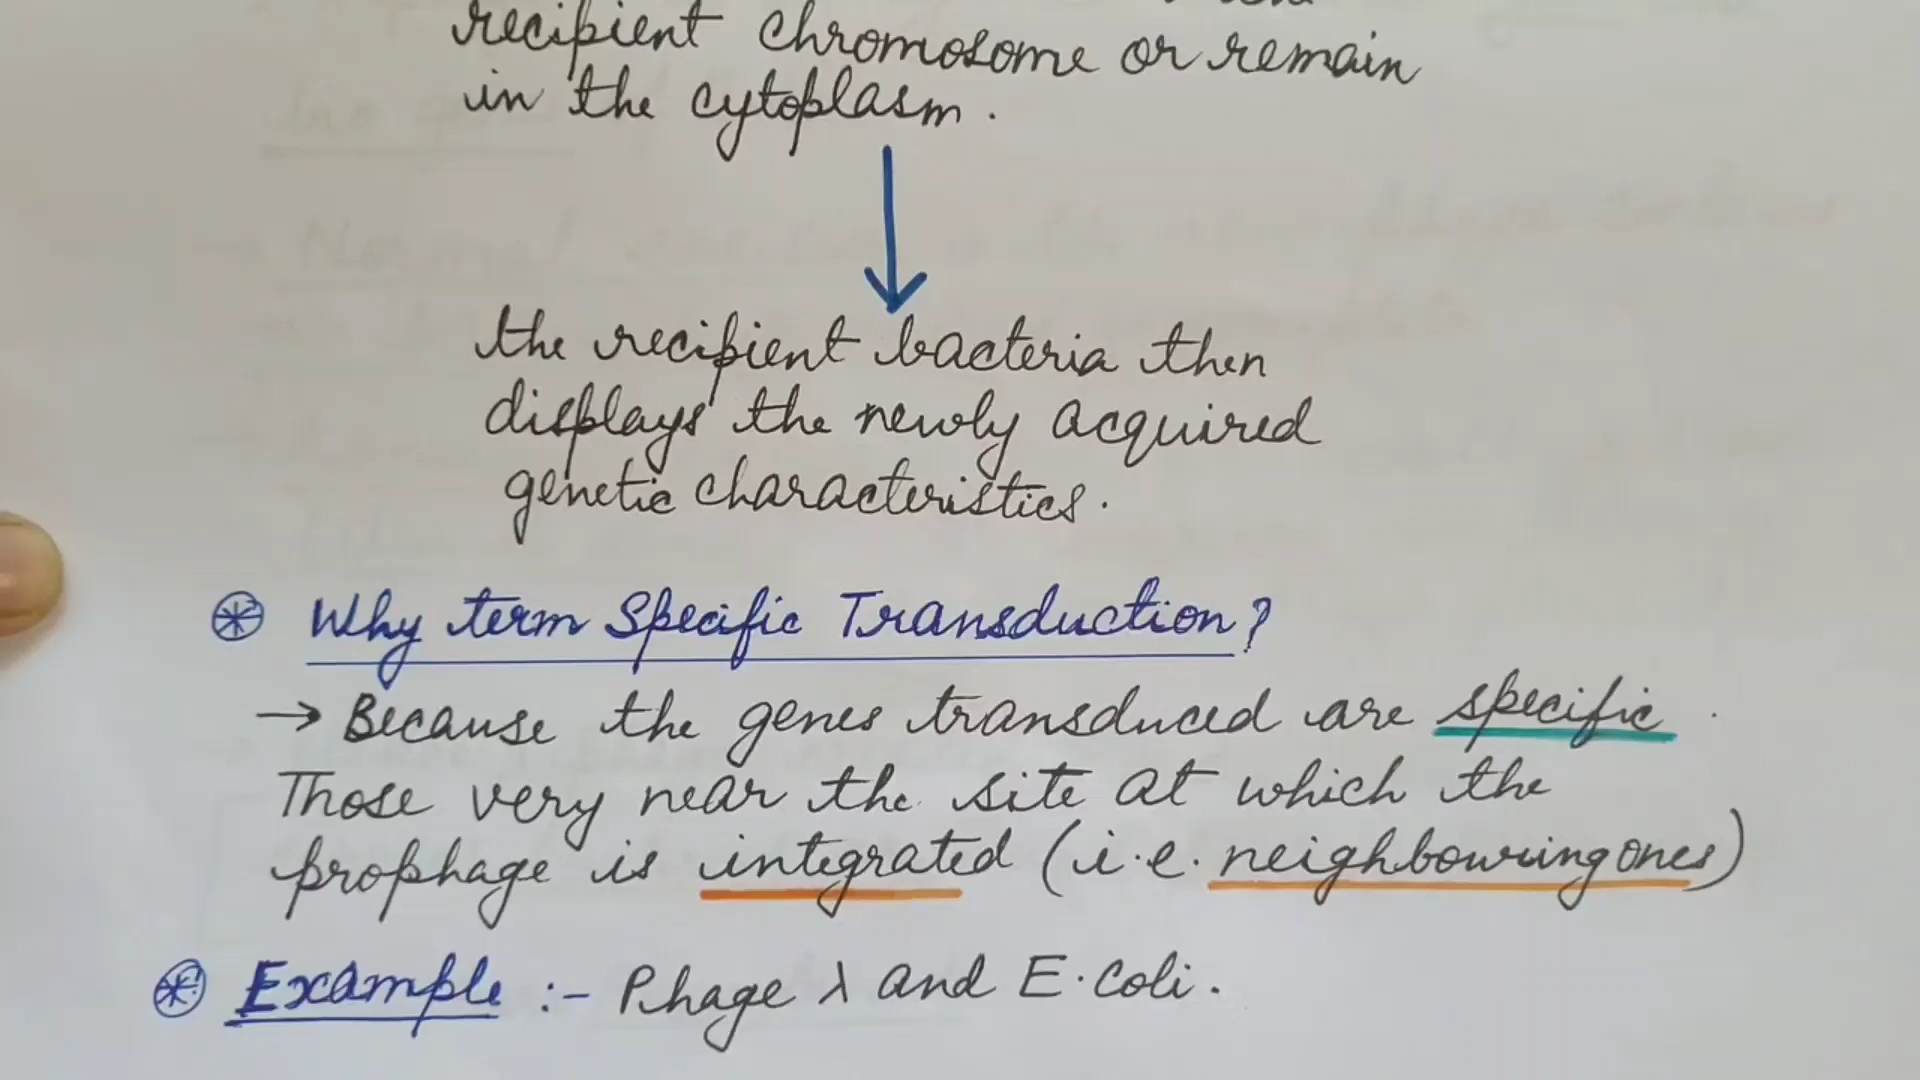 recipient chromosome or remain
in the cytoplasm.
the recipient bacteria then
displays the newly acquired
genetic characteristics.
Why term Specific Transduction?
→ Because the genes transduced are specific
Those very near the site at which the
prophage is integrated (i.e. neighbouring ones)
Example :- Phage λ and E. Coli.